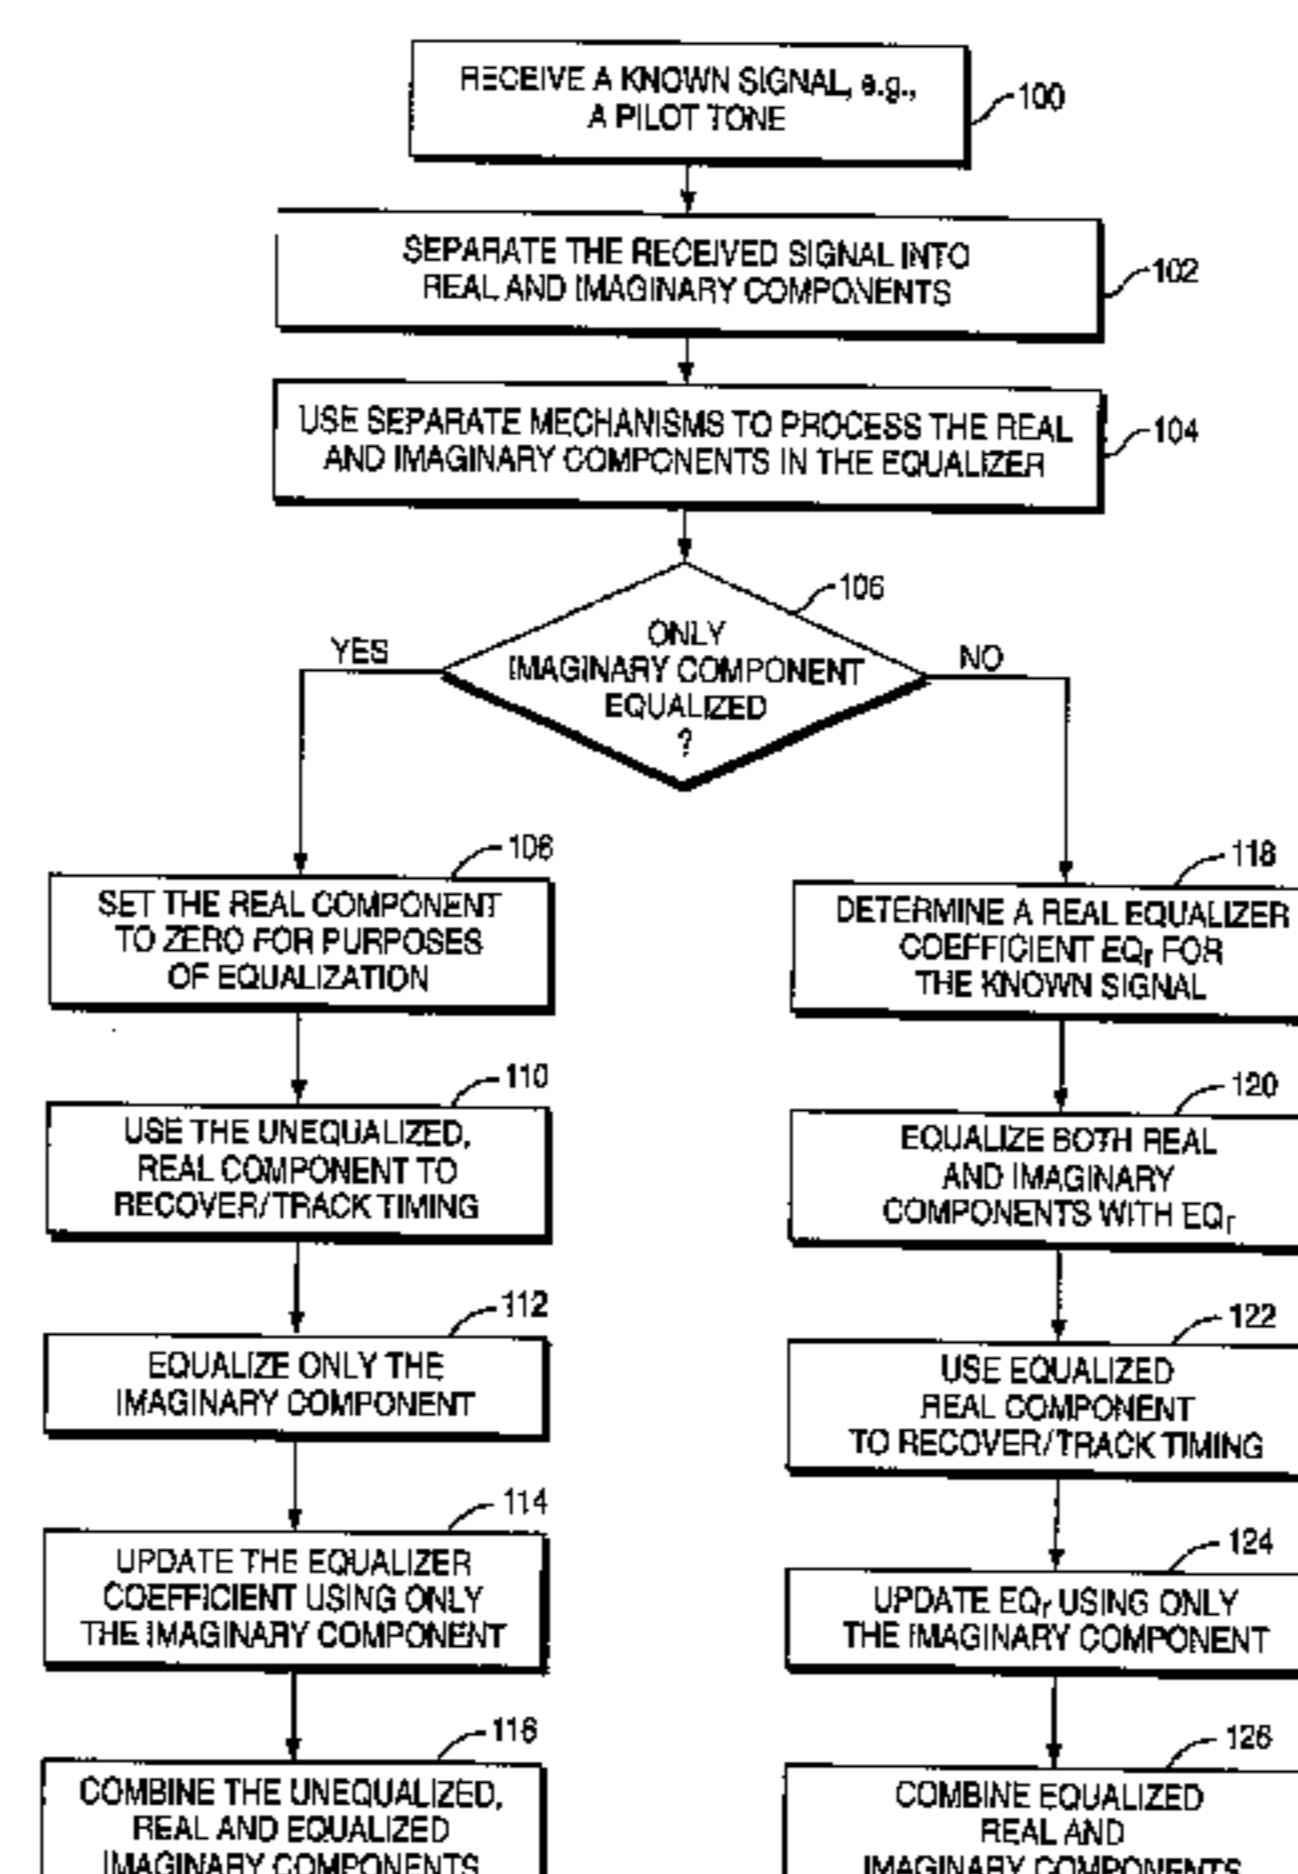 RECEIVE A KNOWN SIGNAL, e.g.,
A PILOT TONE
100
SEPARATE THE RECEIVED SIGNAL INTO
REAL AND IMAGINARY COMPONENTS
102
USE SEPARATE MECHANISMS TO PROCESS THE REAL
AND IMAGINARY COMPONENTS IN THE EQUALIZER
104
106
ONLY
IMAGINARY COMPONENT
EQUALIZED
?
YES
NO
108
SET THE REAL COMPONENT
TO ZERO FOR PURPOSES
OF EQUALIZATION
110
USE THE UNEQUALIZED,
REAL COMPONENT TO
RECOVER/TRACK TIMING
112
EQUALIZE ONLY THE
IMAGINARY COMPONENT
114
UPDATE THE EQUALIZER
COEFFICIENT USING ONLY
THE IMAGINARY COMPONENT
116
COMBINE THE UNEQUALIZED,
REAL AND EQUALIZED
IMAGINARY COMPONENTS
118
DETERMINE A REAL EQUALIZER
COEFFICIENT EQr FOR
THE KNOWN SIGNAL
120
EQUALIZE BOTH REAL
AND IMAGINARY
COMPONENTS WITH EQr
122
USE EQUALIZED
REAL COMPONENT
TO RECOVER/TRACK TIMING
124
UPDATE EQr USING ONLY
THE IMAGINARY COMPONENT
126
COMBINE EQUALIZED
REAL AND
IMAGINARY COMPONENTS